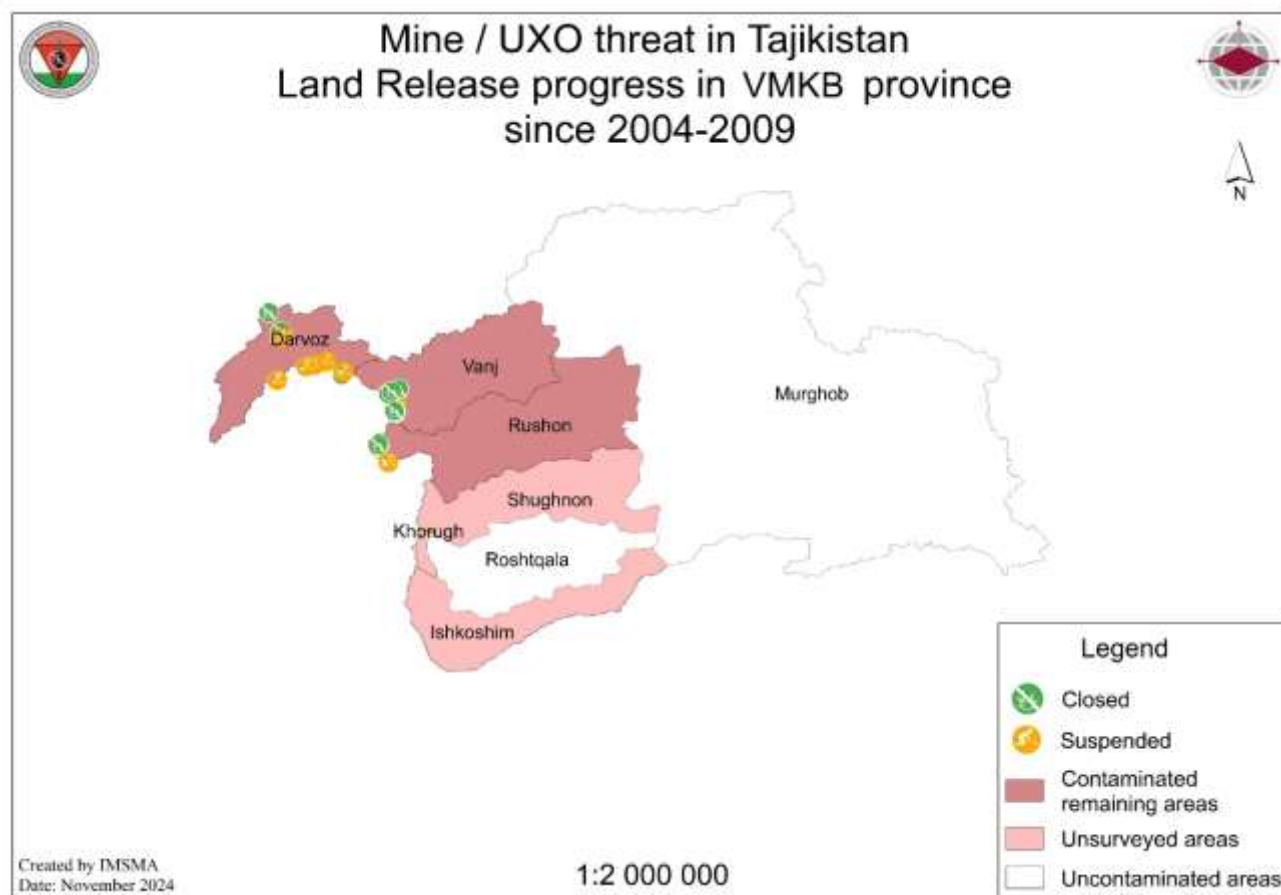 Mine / UXO threat in Tajikistan
Land Release progress in VMKB province
since 2004-2009
N
Darvoz
Vanj
Murghob
Rushon
Shughnon
Khorugh
Roshtqala
Ishkoshim
Legend
Closed
Suspended
Contaminated
remaining areas
Unsurveyed areas
Uncontaminated areas
Created by IMSMA
Date: November 2024
1:2 000 000